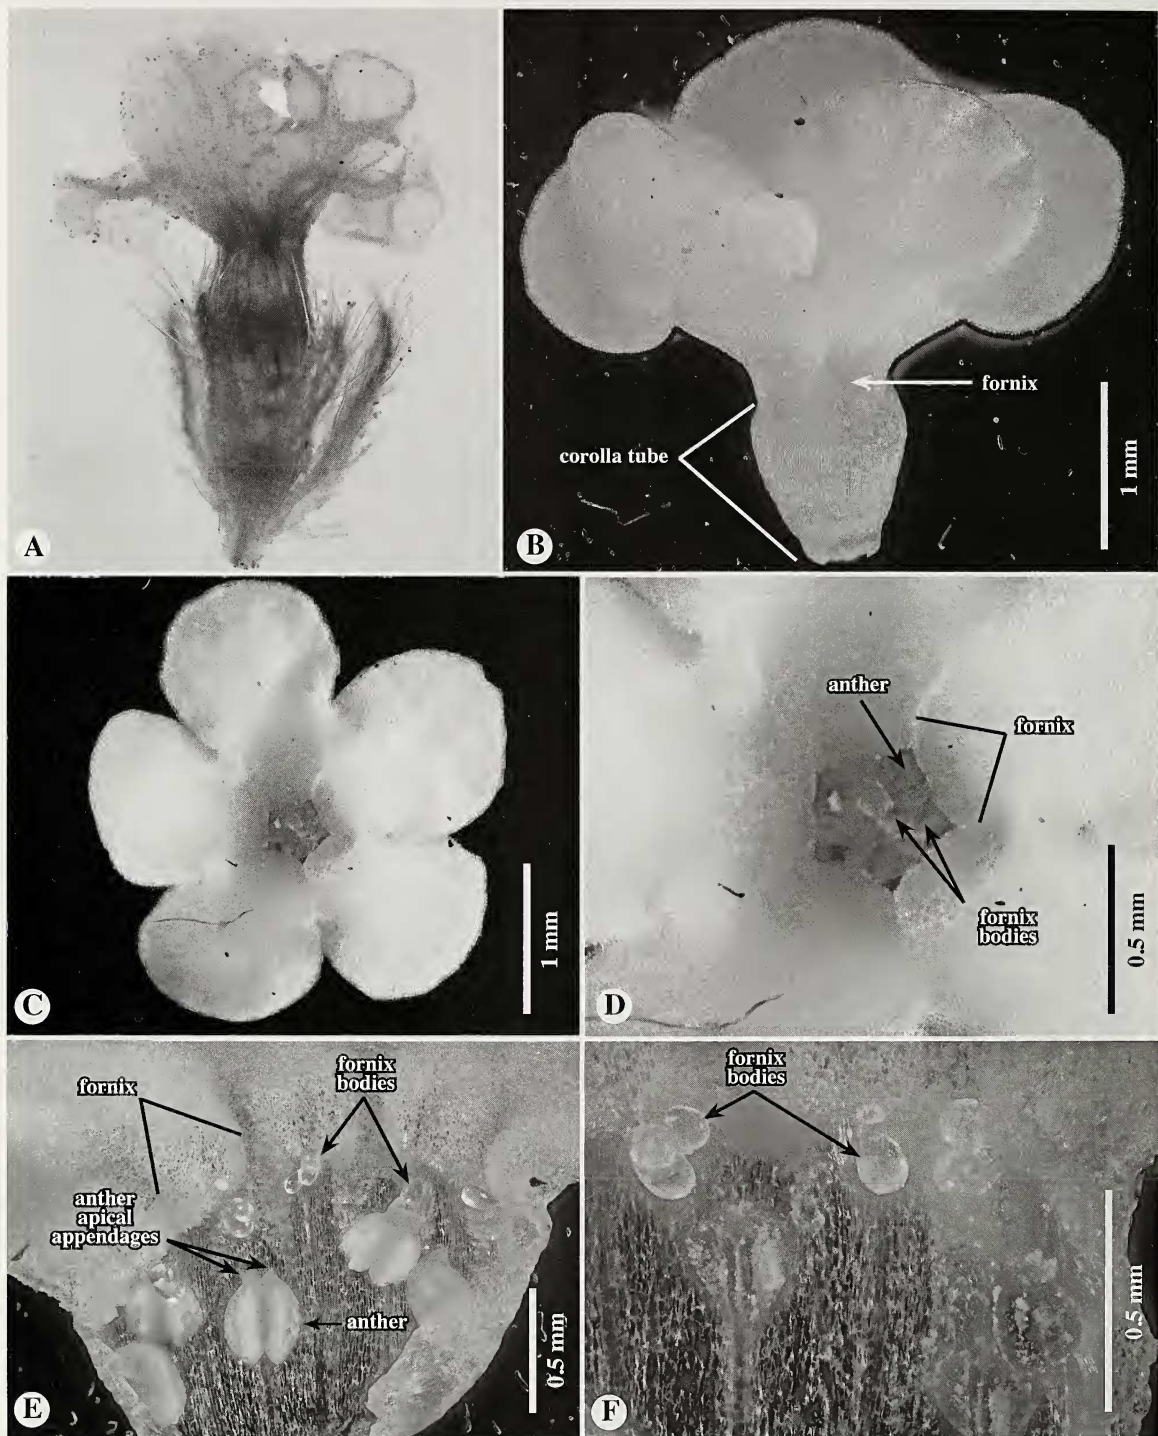 A
fornix
corolla tube
1 mm
B
1 mm
C
anther
fornix
fornix
bodies
0.5 mm
D
fornix
fornix
bodies
anther
apical
appendages
anther
0.5 mm
E
fornix
bodies
0.5 mm
F